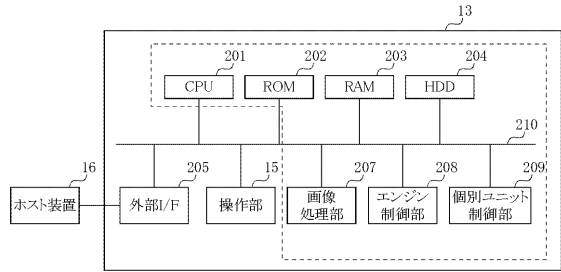 13
201
202
203
204
CPU
ROM
RAM
HDD
210
16
205
15
207
208
209
ホスト装置
外部I/F
操作部
画像
処理部
エンジン
制御部
個別ユニット
制御部